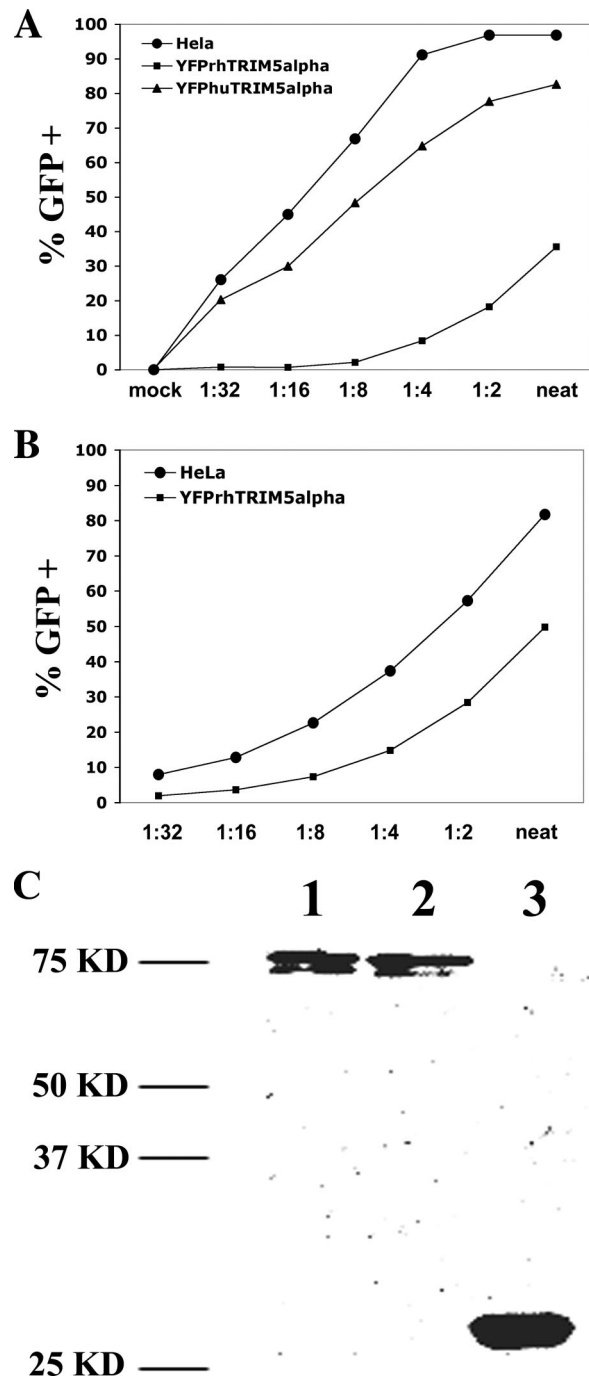 A
100
90
80
70
60
50
40
30
20
10
0
% GFP +
Hela
YFPrhTRIM5alpha
YFPhuTRIM5alpha
mock 1:32 1:16 1:8 1:4 1:2 neat
B
100
90
80
70
60
50
40
30
20
10
0
% GFP +
HeLa
YFPrhTRIM5alpha
1:32 1:16 1:8 1:4 1:2 neat
C
1 2 3
75 KD
50 KD
37 KD
25 KD